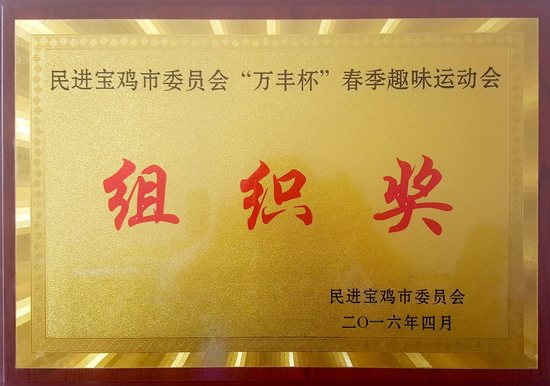 民进宝鸡市委员会“万丰杯”春季趣味运动会
组织奖
民进宝鸡市委员会
二〇一六年四月